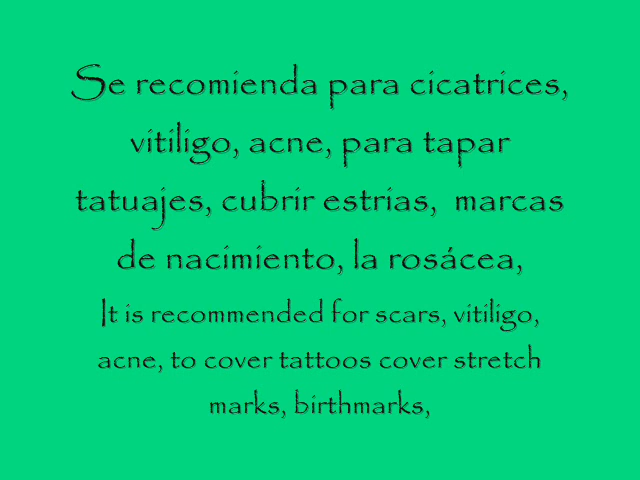 Se recomienda para cicatrices,
vitiligo, acne, para tapar
tatuajes, cubrir estrias,  marcas
de nacimiento, la rosácea,
It is recommended for scars, vitiligo,
acne, to cover tattoos cover stretch
marks, birthmarks,